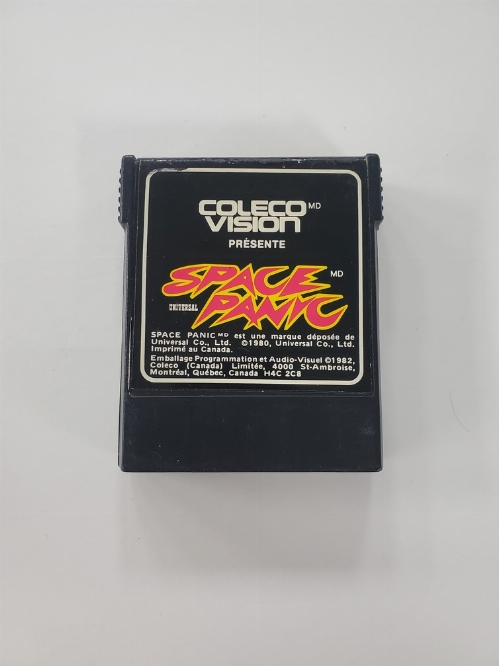 COLECO MD
VISION
PRÉSENTE
SPACE MD
UNIVERSAL PANIC
SPACE PANIC MD est une marque déposée de
Universal Co., Ltd. ©1980, Universal Co., Ltd.
Imprimé au Canada.
Emballage Programmation et Audio-Visuel ©1982,
Coleco (Canada) Limitée, 4000 St-Ambroise,
Montréal, Québec, Canada H4C 2C8